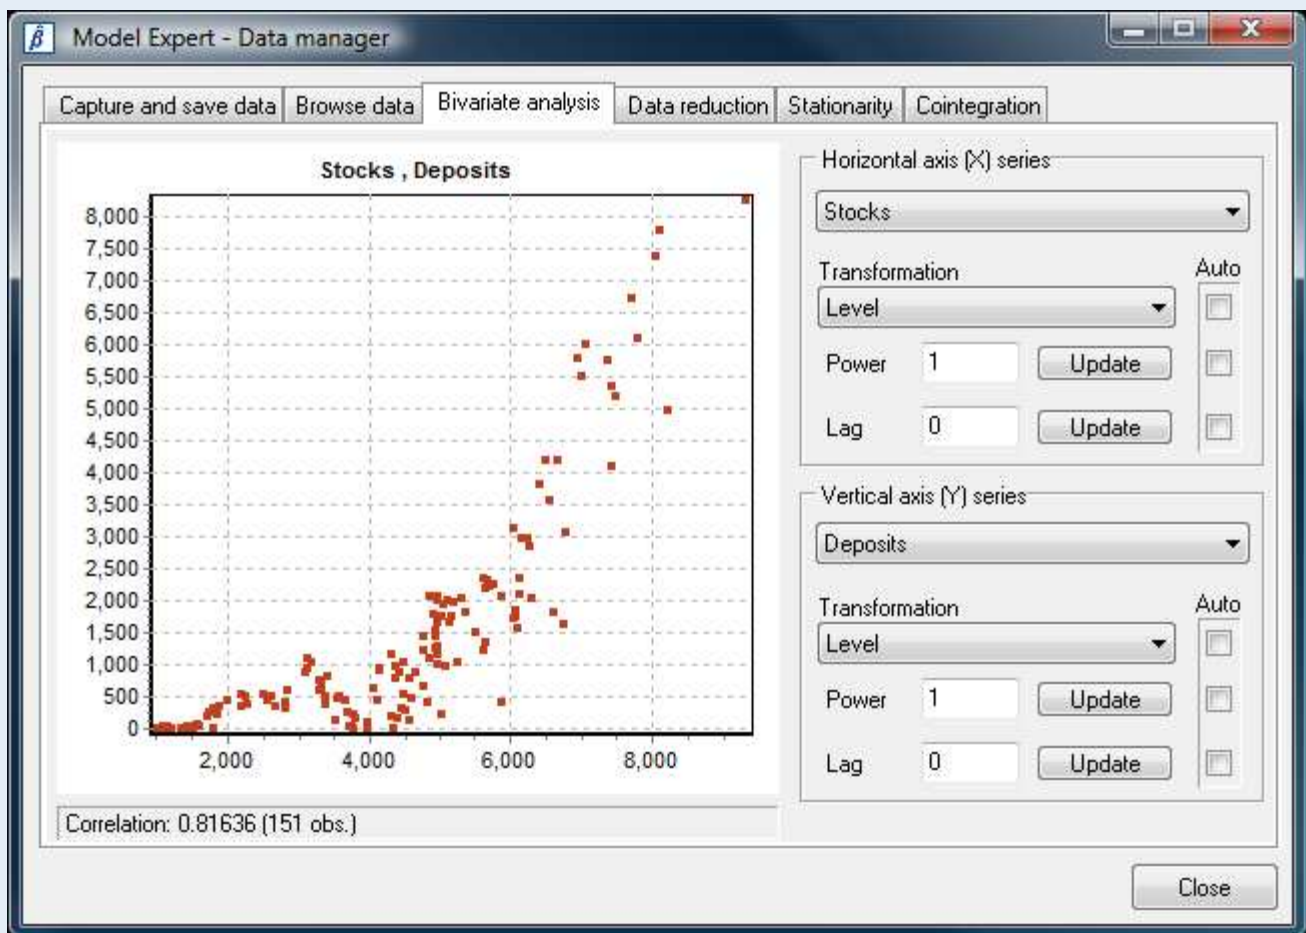 β̂ Model Expert - Data manager
Capture and save data Browse data Bivariate analysis Data reduction Stationarity Cointegration
Stocks , Deposits
8,000
7,500
7,000
6,500
6,000
5,500
5,000
4,500
4,000
3,500
3,000
2,500
2,000
1,500
1,000
500
0
2,000 4,000 6,000 8,000
Correlation: 0.81636 (151 obs.)
Horizontal axis (X) series
Stocks
Transformation Auto
Level
Power 1 Update
Lag 0 Update
Vertical axis (Y) series
Deposits
Transformation Auto
Level
Power 1 Update
Lag 0 Update
Close